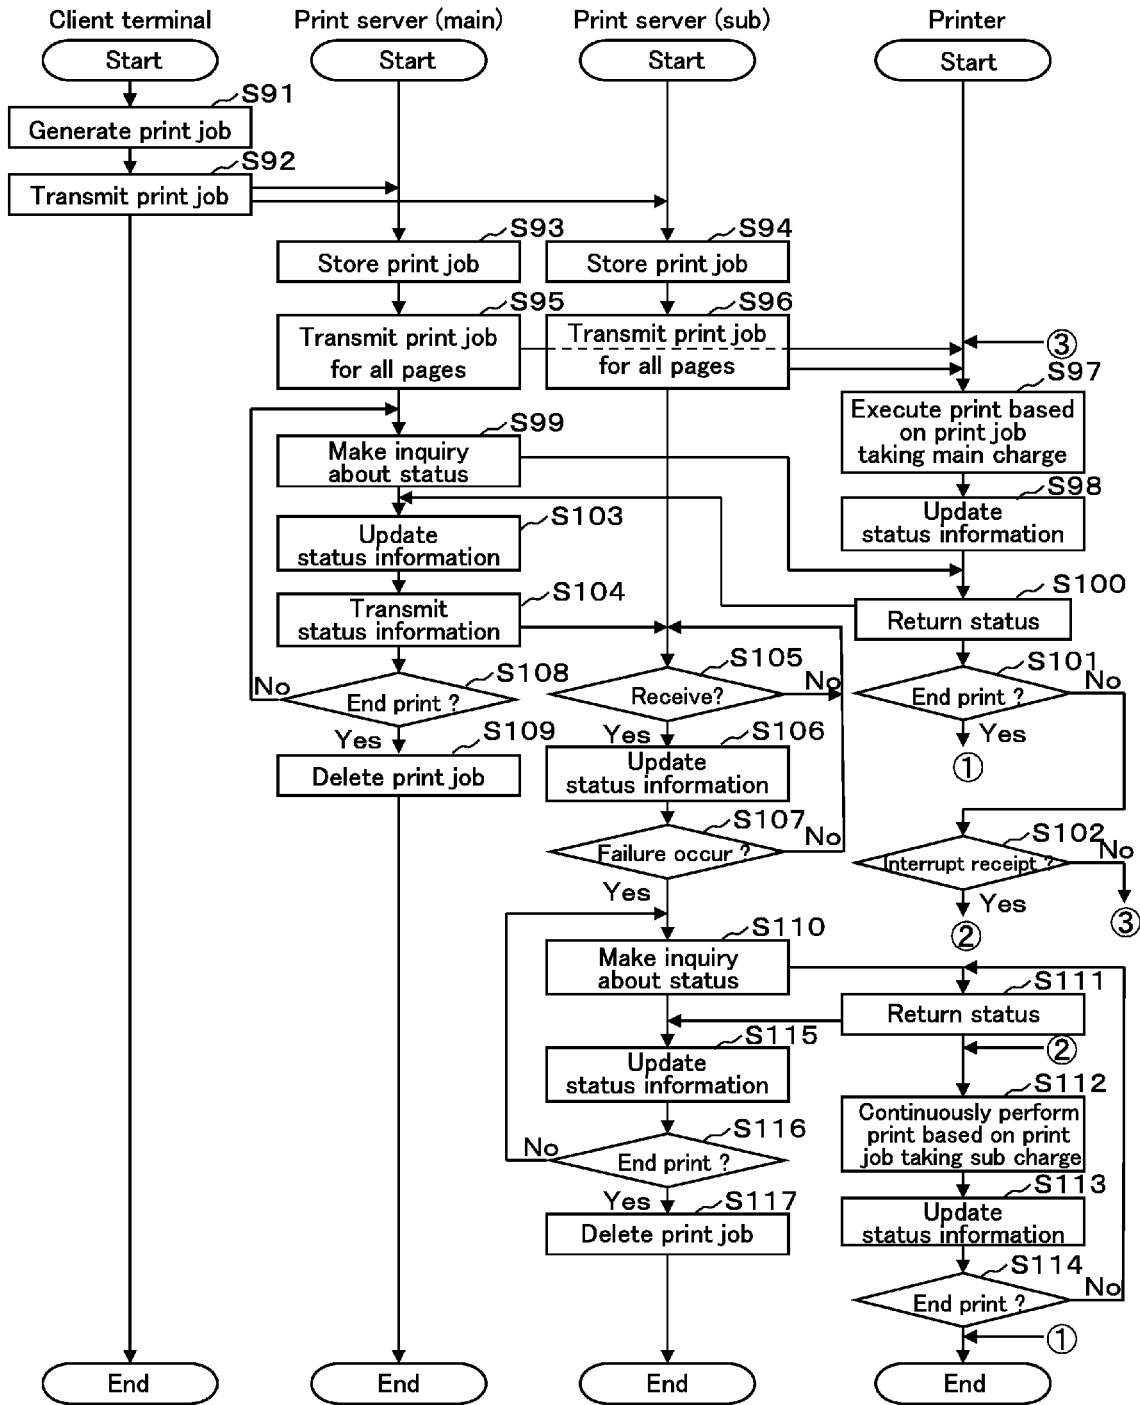 Client terminal
Print server (main)
Print server (sub)
Printer
Start
Start
Start
Start
S91
Generate print job
S92
Transmit print job
S93
Store print job
S94
Store print job
S95
Transmit print job
for all pages
S96
Transmit print job
for all pages
③
S97
Execute print based
on print job
taking main charge
S99
Make inquiry
about status
S98
Update
status information
S103
Update
status information
S100
Return status
S104
Transmit
status information
S108
End print ?
No
Yes
S105
Receive?
No
Yes
S101
End print ?
No
Yes
①
S109
Delete print job
S106
Update
status information
S107
Failure occur ?
No
Yes
S102
Interrupt receipt ?
No
Yes
②
③
S110
Make inquiry
about status
S111
Return status
②
S115
Update
status information
S112
Continuously perform
print based on print
job taking sub charge
S116
End print ?
No
Yes
S113
Update
status information
S117
Delete print job
S114
End print ?
No
①
End
End
End
End